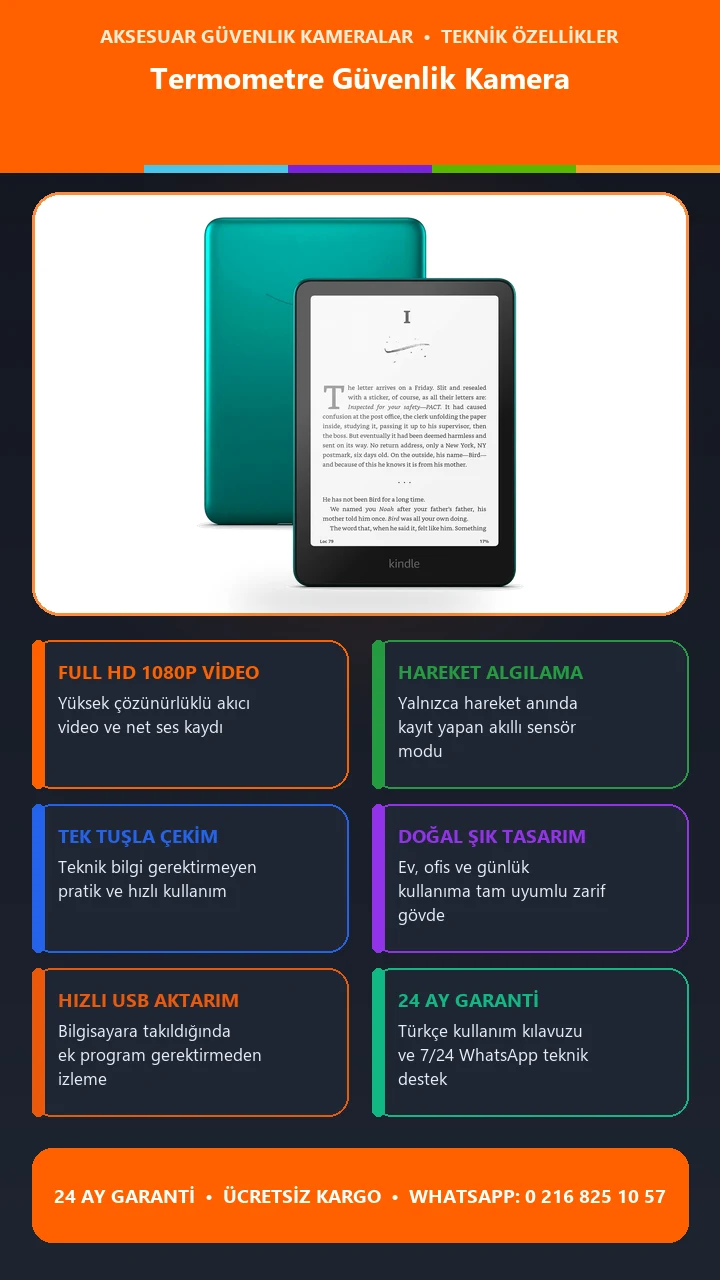 AKSESUAR GÜVENLIK KAMERALAR • TEKNİK ÖZELLİKLER
Termometre Güvenlik Kamera
I
The letter arrives on a Friday. Slit and resealed
with a sticker, of course, as all their letters are:
Inspected for your safety—PACT. It had caused
confusion at the post office, the clerk unfolding the paper
inside, studying it, passing it up to his supervisor, then
the boss. But eventually it had been deemed harmless and
sent on its way. No return address, only a New York, NY
postmark, six days old. On the outside, his name—Bird—
and because of this he knows it is from his mother.
. . .
He has not been Bird for a long time.
We named you Noah after your father's father, his
mother told him once. Bird was all your own doing.
The word that, when he said it, felt like him. Something
Loc 79 17%
kindle
FULL HD 1080P VİDEO
Yüksek çözünürlüklü akıcı
video ve net ses kaydı
HAREKET ALGILAMA
Yalnızca hareket anında
kayıt yapan akıllı sensör
modu
TEK TUŞLA ÇEKİM
Teknik bilgi gerektirmeyen
pratik ve hızlı kullanım
DOĞAL ŞIK TASARIM
Ev, ofis ve günlük
kullanıma tam uyumlu zarif
gövde
HIZLI USB AKTARIM
Bilgisayara takıldığında
ek program gerektirmeden
izleme
24 AY GARANTİ
Türkçe kullanım kılavuzu
ve 7/24 WhatsApp teknik
destek
24 AY GARANTİ • ÜCRETSİZ KARGO • WHATSAPP: 0 216 825 10 57